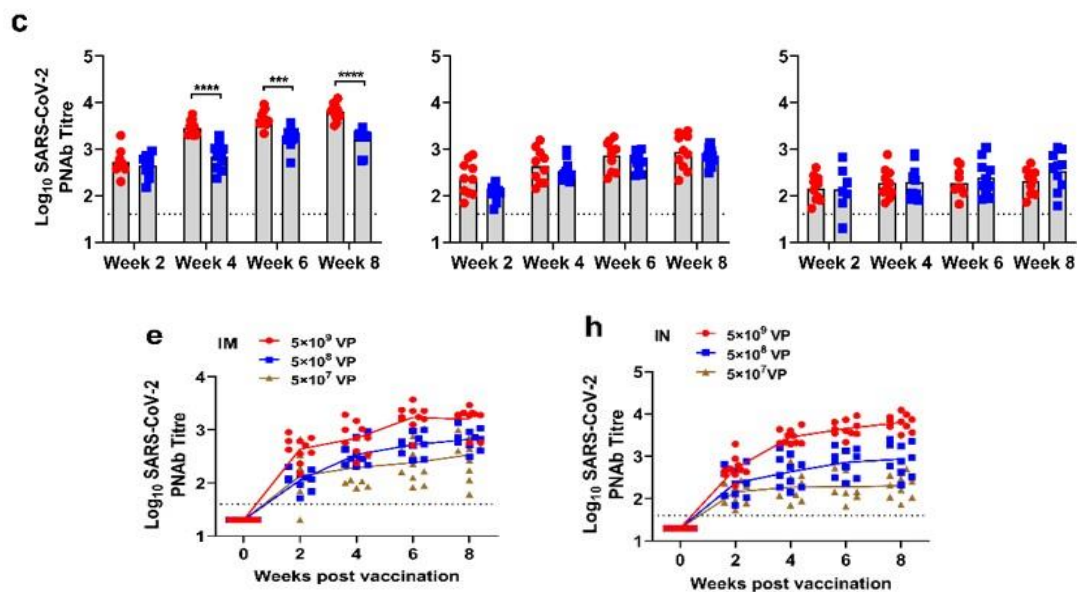 c
Log₁₀ SARS-CoV-2
PNAb Titre
5
4
3
2
1
**** *** ****
Week 2 Week 4 Week 6 Week 8
5
4
3
2
1
Week 2 Week 4 Week 6 Week 8
5
4
3
2
1
Week 2 Week 4 Week 6 Week 8
e
IM
5×10⁹ VP
5×10⁸ VP
5×10⁷ VP
Log₁₀ SARS-CoV-2
PNAb Titre
4
3
2
1
0 2 4 6 8
Weeks post vaccination
h
IN
5×10⁹ VP
5×10⁸ VP
5×10⁷ VP
Log₁₀ SARS-CoV-2
PNAb Titre
5
4
3
2
1
0 2 4 6 8
Weeks post vaccination